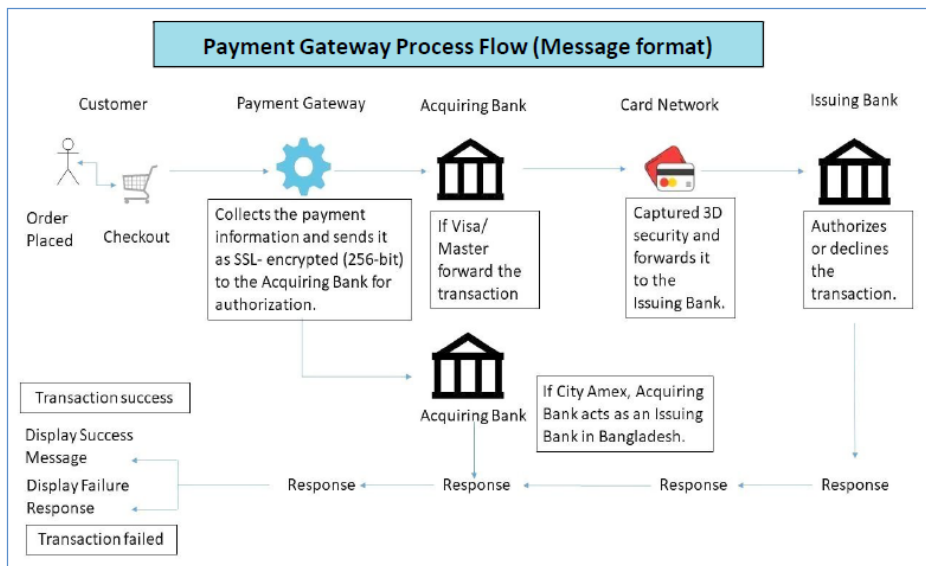 Payment Gateway Process Flow (Message format)
Customer
Payment Gateway
Acquiring Bank
Card Network
Issuing Bank
Order
Placed
Checkout
Collects the payment
information and sends it
as SSL- encrypted (256-bit)
to the Acquiring Bank for
authorization.
If Visa/
Master
forward the
transaction
Captured 3D
security and
forwards it
to the
Issuing Bank.
Authorizes
or declines
the
transaction.
Acquiring Bank
If City Amex, Acquiring
Bank acts as an Issuing
Bank in Bangladesh.
Transaction success
Display Success
Message
Display Failure
Response
Transaction failed
Response
Response
Response
Response